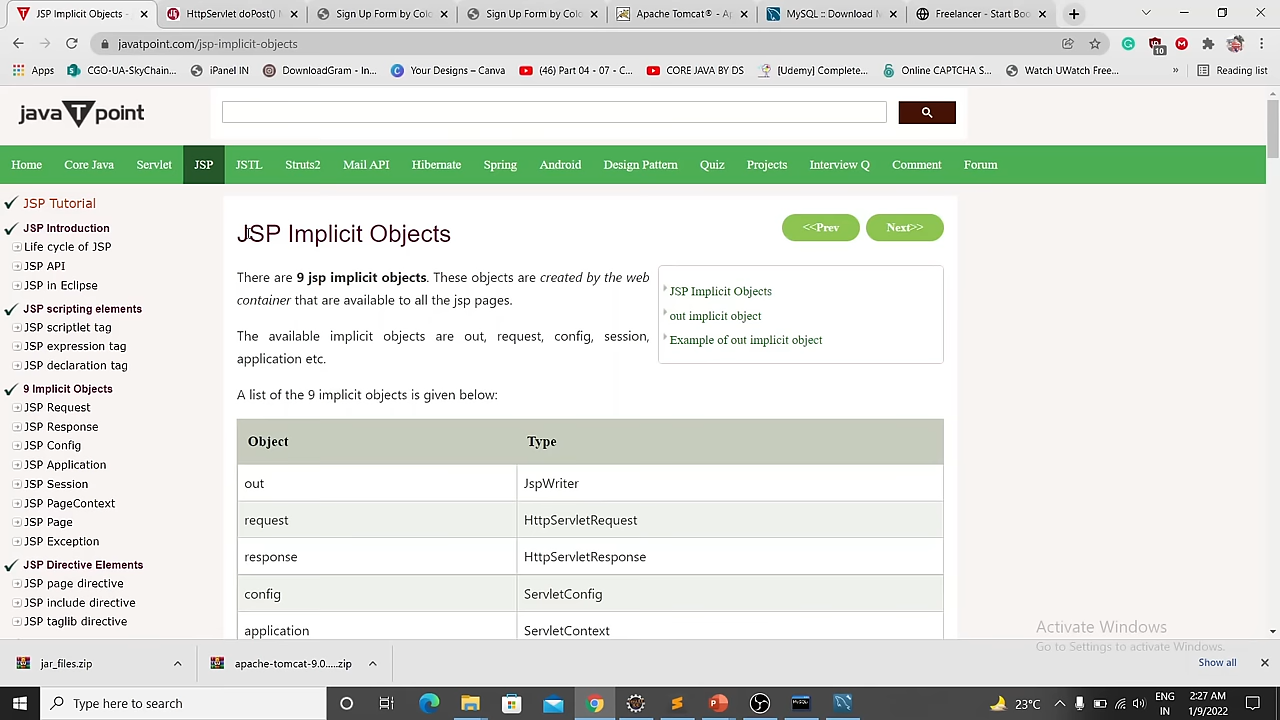 JSP Implicit Objects -
HttpServlet doPost()
Sign Up Form by Colo
Sign Up Form by Colo
Apache Tomcat® - Ap
MySQL :: Download M
Freelancer - Start Boo
javatpoint.com/jsp-implicit-objects
10
Apps
CGO-UA-SkyChain...
iPanel IN
DownloadGram - In...
Your Designes – Canva
(46) Part 04 - 07 - C...
CORE JAVA BY DS
[Udemy] Complete...
Online CAPTCHA S...
Watch UWatch Free...
»
Reading list
java T point
Home Core Java Servlet JSP JSTL Struts2 Mail API Hibernate Spring Android Design Pattern Quiz Projects Interview Q Comment Forum
JSP Tutorial
JSP Introduction
Life cycle of JSP
JSP API
JSP in Eclipse
JSP scripting elements
JSP scriptlet tag
JSP expression tag
JSP declaration tag
9 Implicit Objects
JSP Request
JSP Response
JSP Config
JSP Application
JSP Session
JSP PageContext
JSP Page
JSP Exception
JSP Directive Elements
JSP page directive
JSP include directive
JSP taglib directive
JSP Implicit Objects
<<Prev
Next>>
There are 9 jsp implicit objects. These objects are created by the web
container that are available to all the jsp pages.
The available implicit objects are out, request, config, session,
application etc.
A list of the 9 implicit objects is given below:
JSP Implicit Objects
out implicit object
Example of out implicit object
Object Type
out JspWriter
request HttpServletRequest
response HttpServletResponse
config ServletConfig
application ServletContext
Activate Windows
Go to Settings to activate Windows.
jar_files.zip
apache-tomcat-9.0.....zip
Show all
Type here to search
23°C
ENG
IN
2:27 AM
1/9/2022